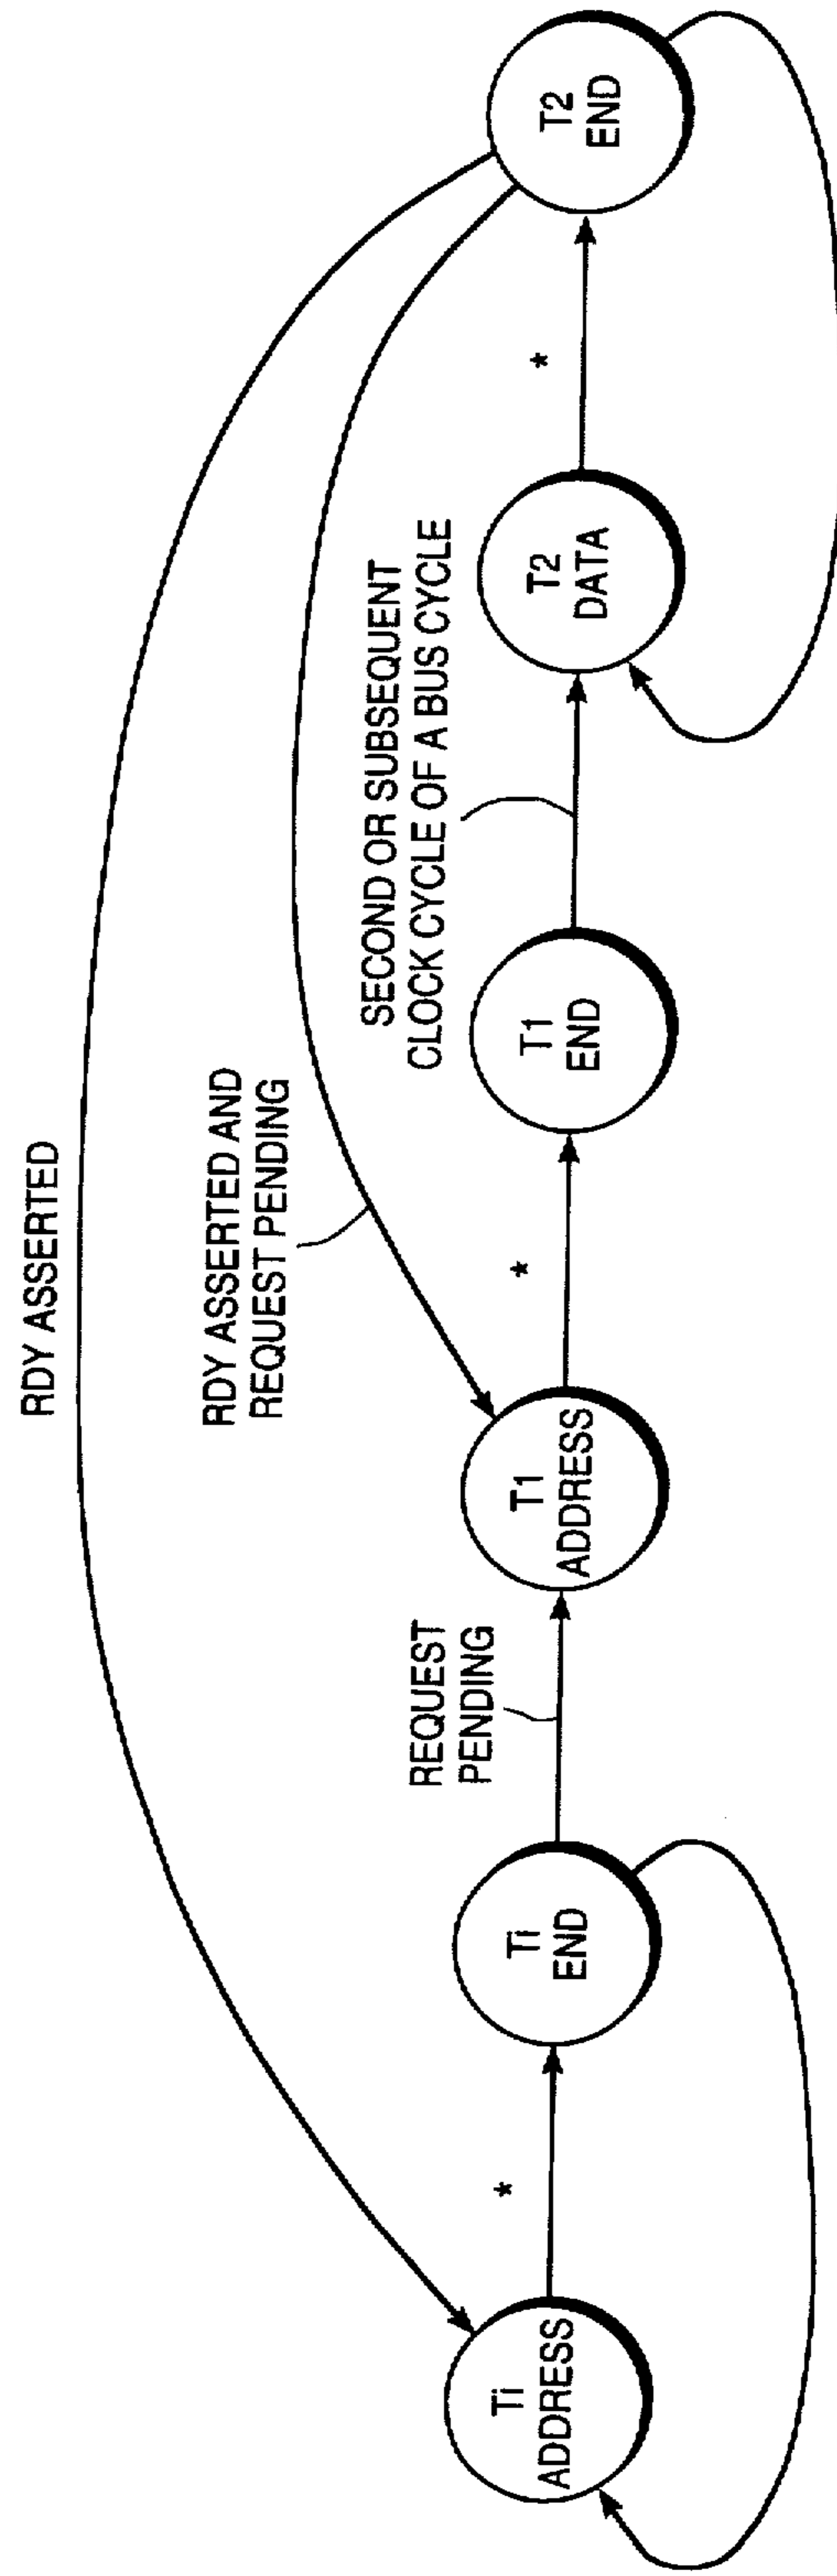 RDY ASSERTED
RDY ASSERTED AND
REQUEST PENDING
SECOND OR SUBSEQUENT
CLOCK CYCLE OF A BUS CYCLE
REQUEST
PENDING
*
*
*
Ti
ADDRESS
Ti
END
T1
ADDRESS
T1
END
T2
DATA
T2
END